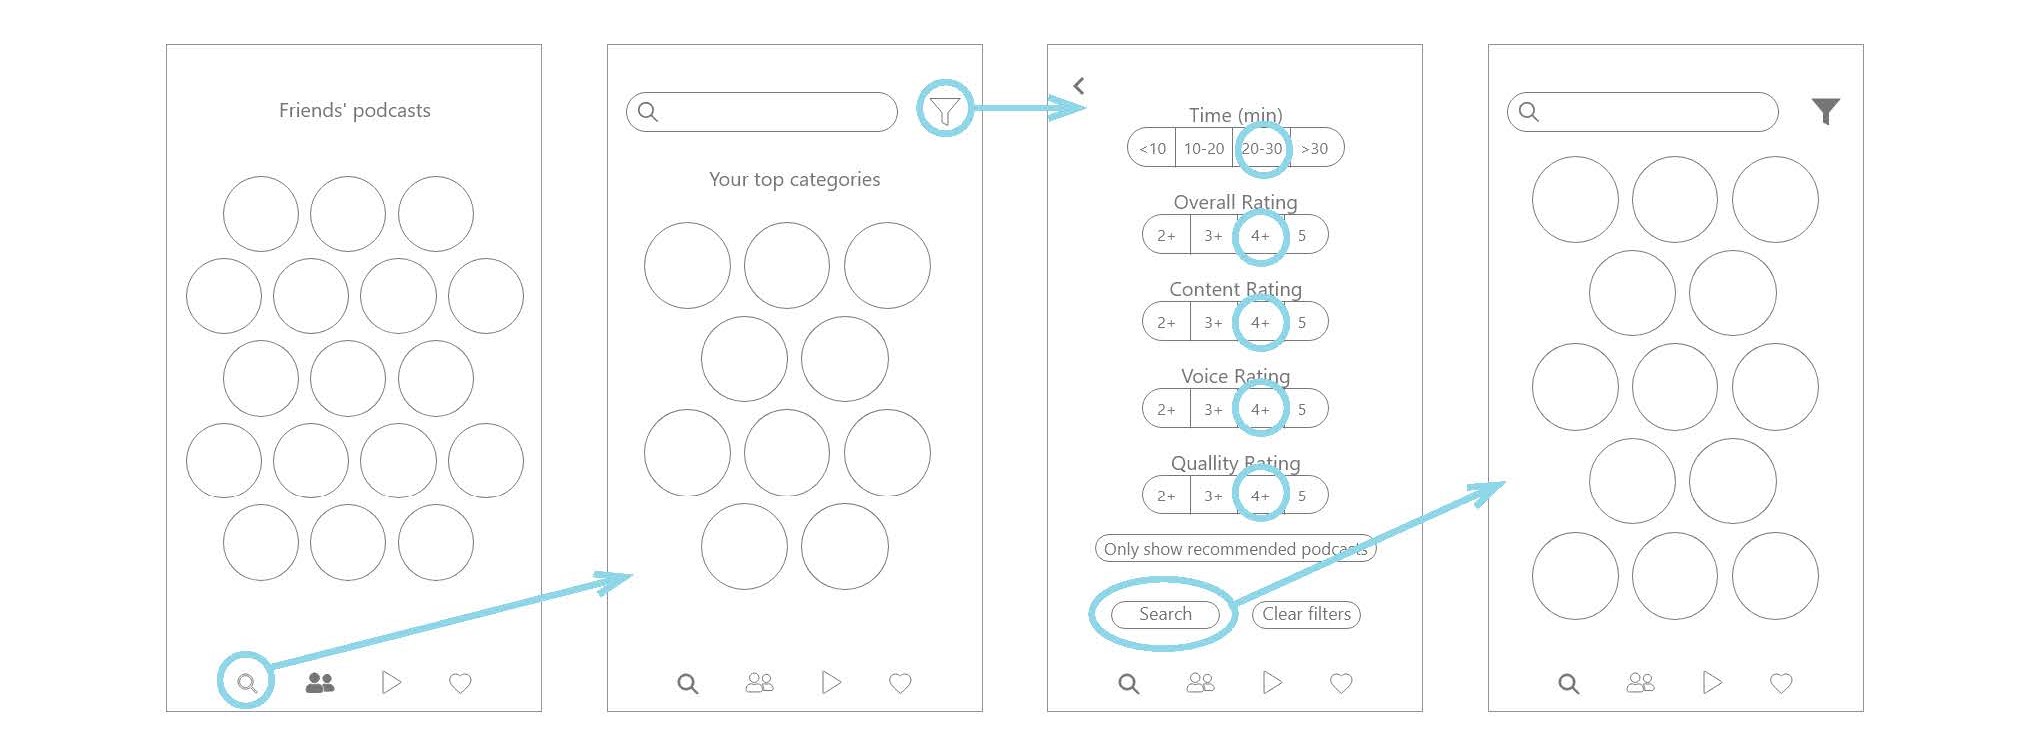 Friends' podcasts
Your top categories
Time (min)
<10 10-20 20-30 >30
Overall Rating
2+ 3+ 4+ 5
Content Rating
2+ 3+ 4+ 5
Voice Rating
2+ 3+ 4+ 5
Quallity Rating
2+ 3+ 4+ 5
Only show recommended podcasts
Search Clear filters